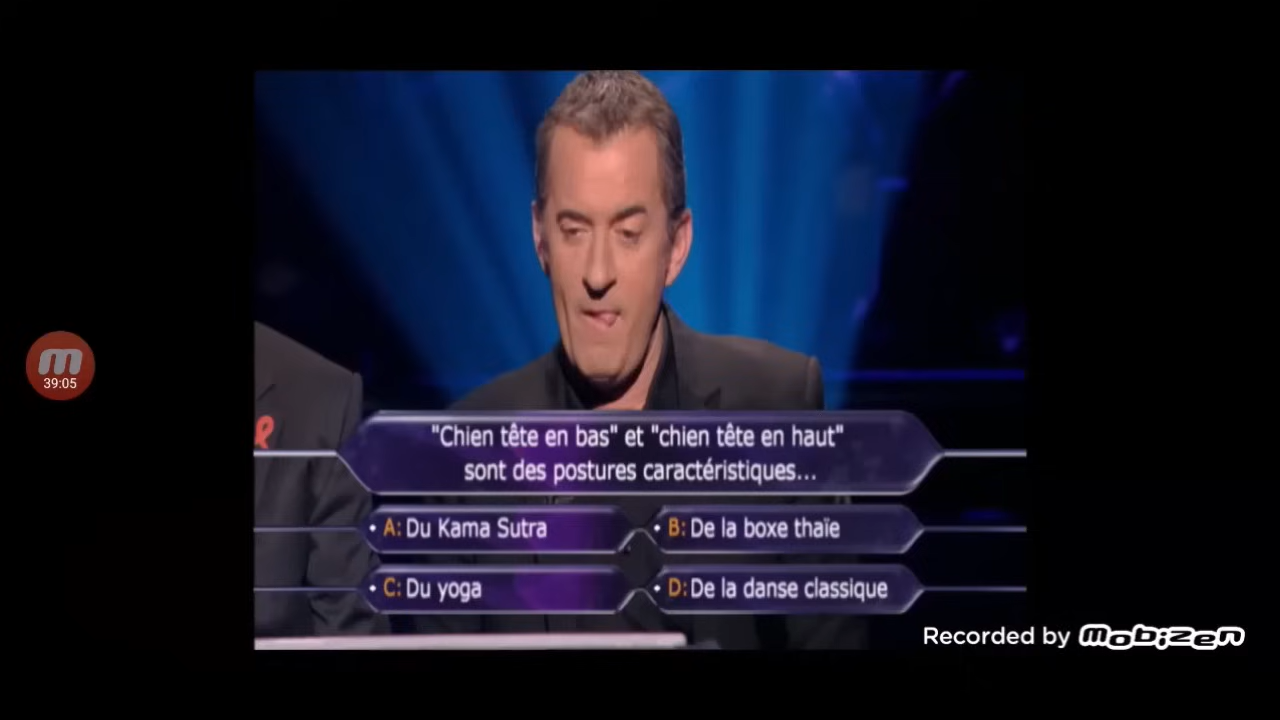 "Chien tête en bas" et "chien tête en haut"
sont des postures caractéristiques...
A: Du Kama Sutra
B: De la boxe thaïe
C: Du yoga
D: De la danse classique
39:05
Recorded by mobizen